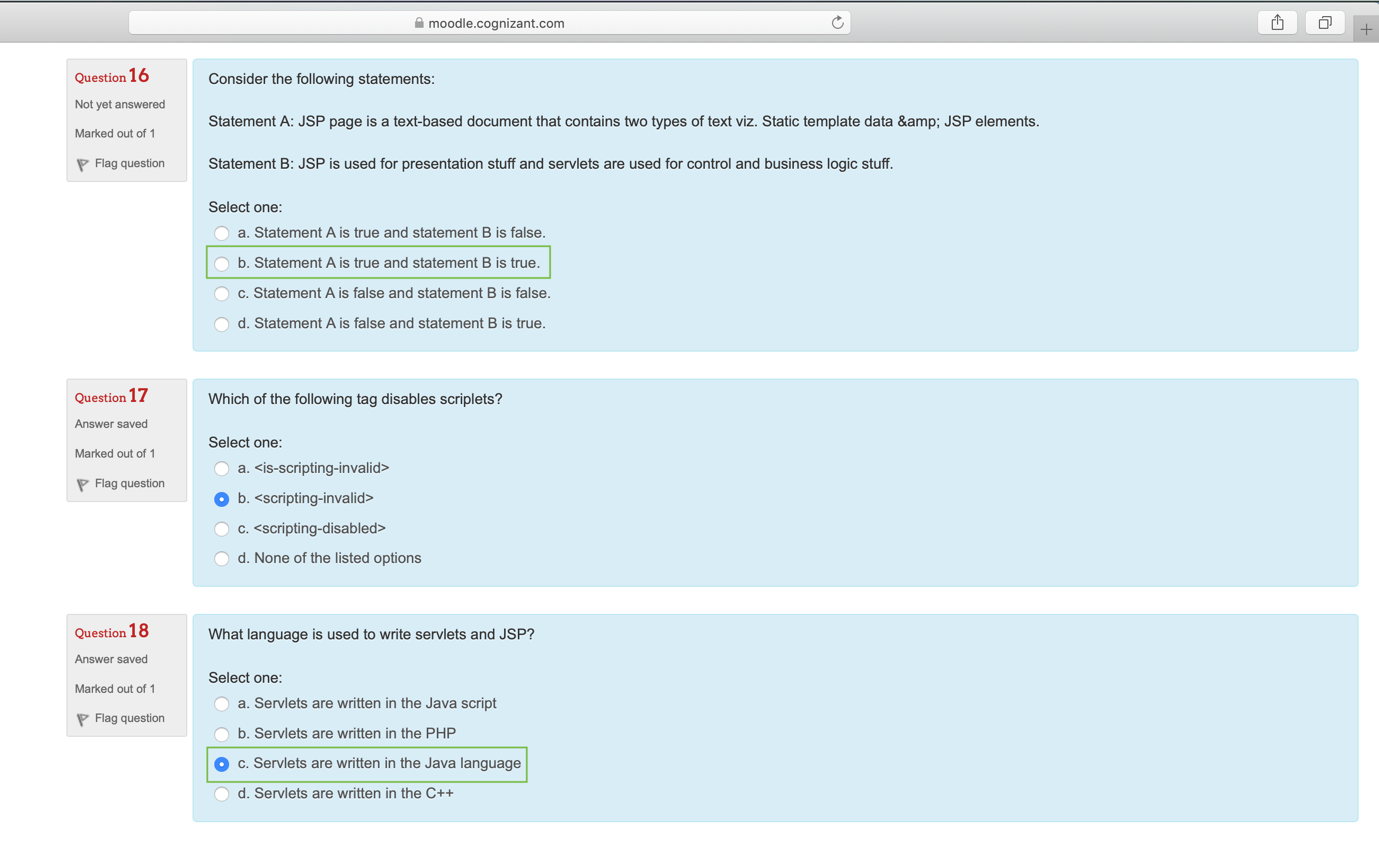 moodle.cognizant.com
Question 16
Not yet answered
Marked out of 1
Flag question
Consider the following statements:
Statement A: JSP page is a text-based document that contains two types of text viz. Static template data &amp; JSP elements.
Statement B: JSP is used for presentation stuff and servlets are used for control and business logic stuff.
Select one:
a. Statement A is true and statement B is false.
b. Statement A is true and statement B is true.
c. Statement A is false and statement B is false.
d. Statement A is false and statement B is true.
Question 17
Answer saved
Marked out of 1
Flag question
Which of the following tag disables scriplets?
Select one:
a. <is-scripting-invalid>
b. <scripting-invalid>
c. <scripting-disabled>
d. None of the listed options
Question 18
Answer saved
Marked out of 1
Flag question
What language is used to write servlets and JSP?
Select one:
a. Servlets are written in the Java script
b. Servlets are written in the PHP
c. Servlets are written in the Java language
d. Servlets are written in the C++